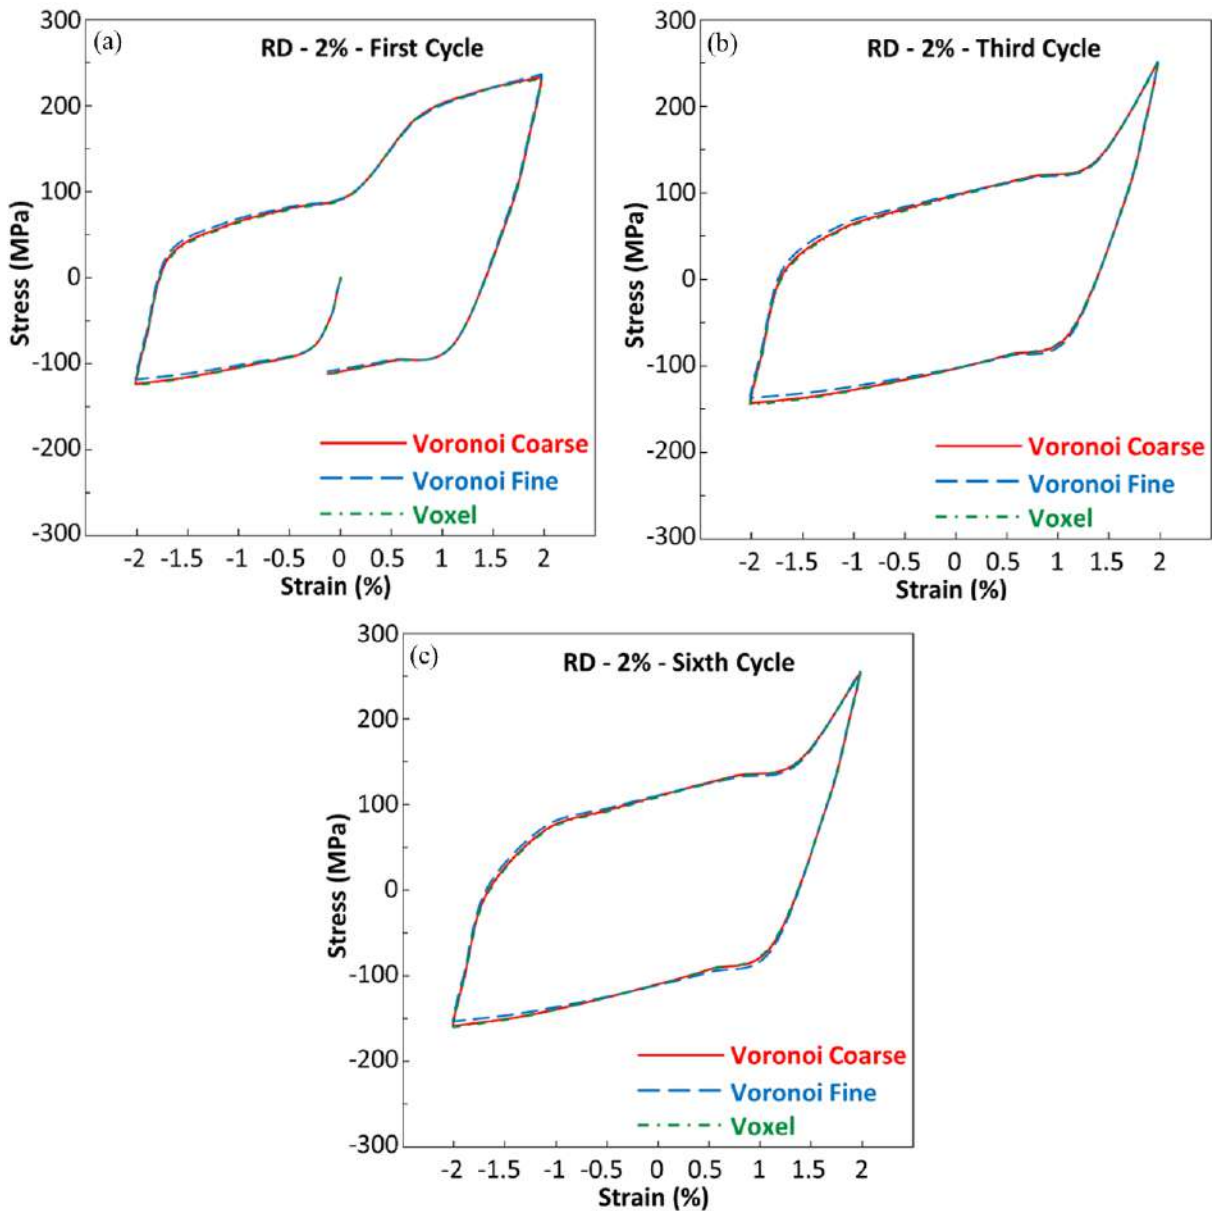 (a) RD - 2% - First Cycle
300
200
100
0
-100
-200
-300
Stress (MPa)
Voronoi Coarse
Voronoi Fine
Voxel
-2 -1.5 -1 -0.5 0 0.5 1 1.5 2
Strain (%)
(b) RD - 2% - Third Cycle
300
200
100
0
-100
-200
-300
Stress (MPa)
Voronoi Coarse
Voronoi Fine
Voxel
-2 -1.5 -1 -0.5 0 0.5 1 1.5 2
Strain (%)
(c) RD - 2% - Sixth Cycle
300
200
100
0
-100
-200
-300
Stress (MPa)
Voronoi Coarse
Voronoi Fine
Voxel
-2 -1.5 -1 -0.5 0 0.5 1 1.5 2
Strain (%)